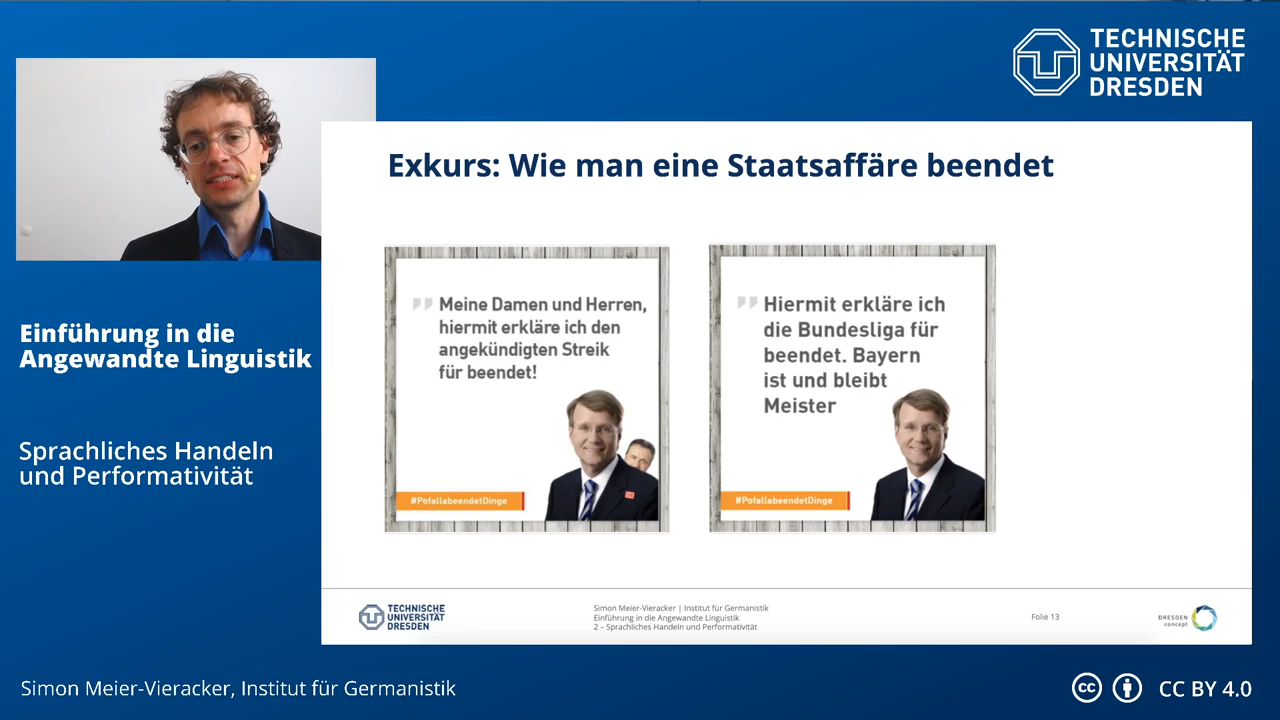 TECHNISCHE
UNIVERSITÄT
DRESDEN
Exkurs: Wie man eine Staatsaffäre beendet
Meine Damen und Herren,
hiermit erkläre ich den
angekündigten Streik
für beendet!
#PofallabeendetDinge
Hiermit erkläre ich
die Bundesliga für
beendet. Bayern
ist und bleibt
Meister
#PofallabeendetDinge
Einführung in die
Angewandte Linguistik
Sprachliches Handeln
und Performativität
TECHNISCHE
UNIVERSITÄT
DRESDEN
Simon Meier-Vieracker | Institut für Germanistik
Einführung in die Angewandte Linguistik
2 – Sprachliches Handeln und Performativität
Folie 13
DRESDEN
concept
Simon Meier-Vieracker, Institut für Germanistik
cc
CC BY 4.0